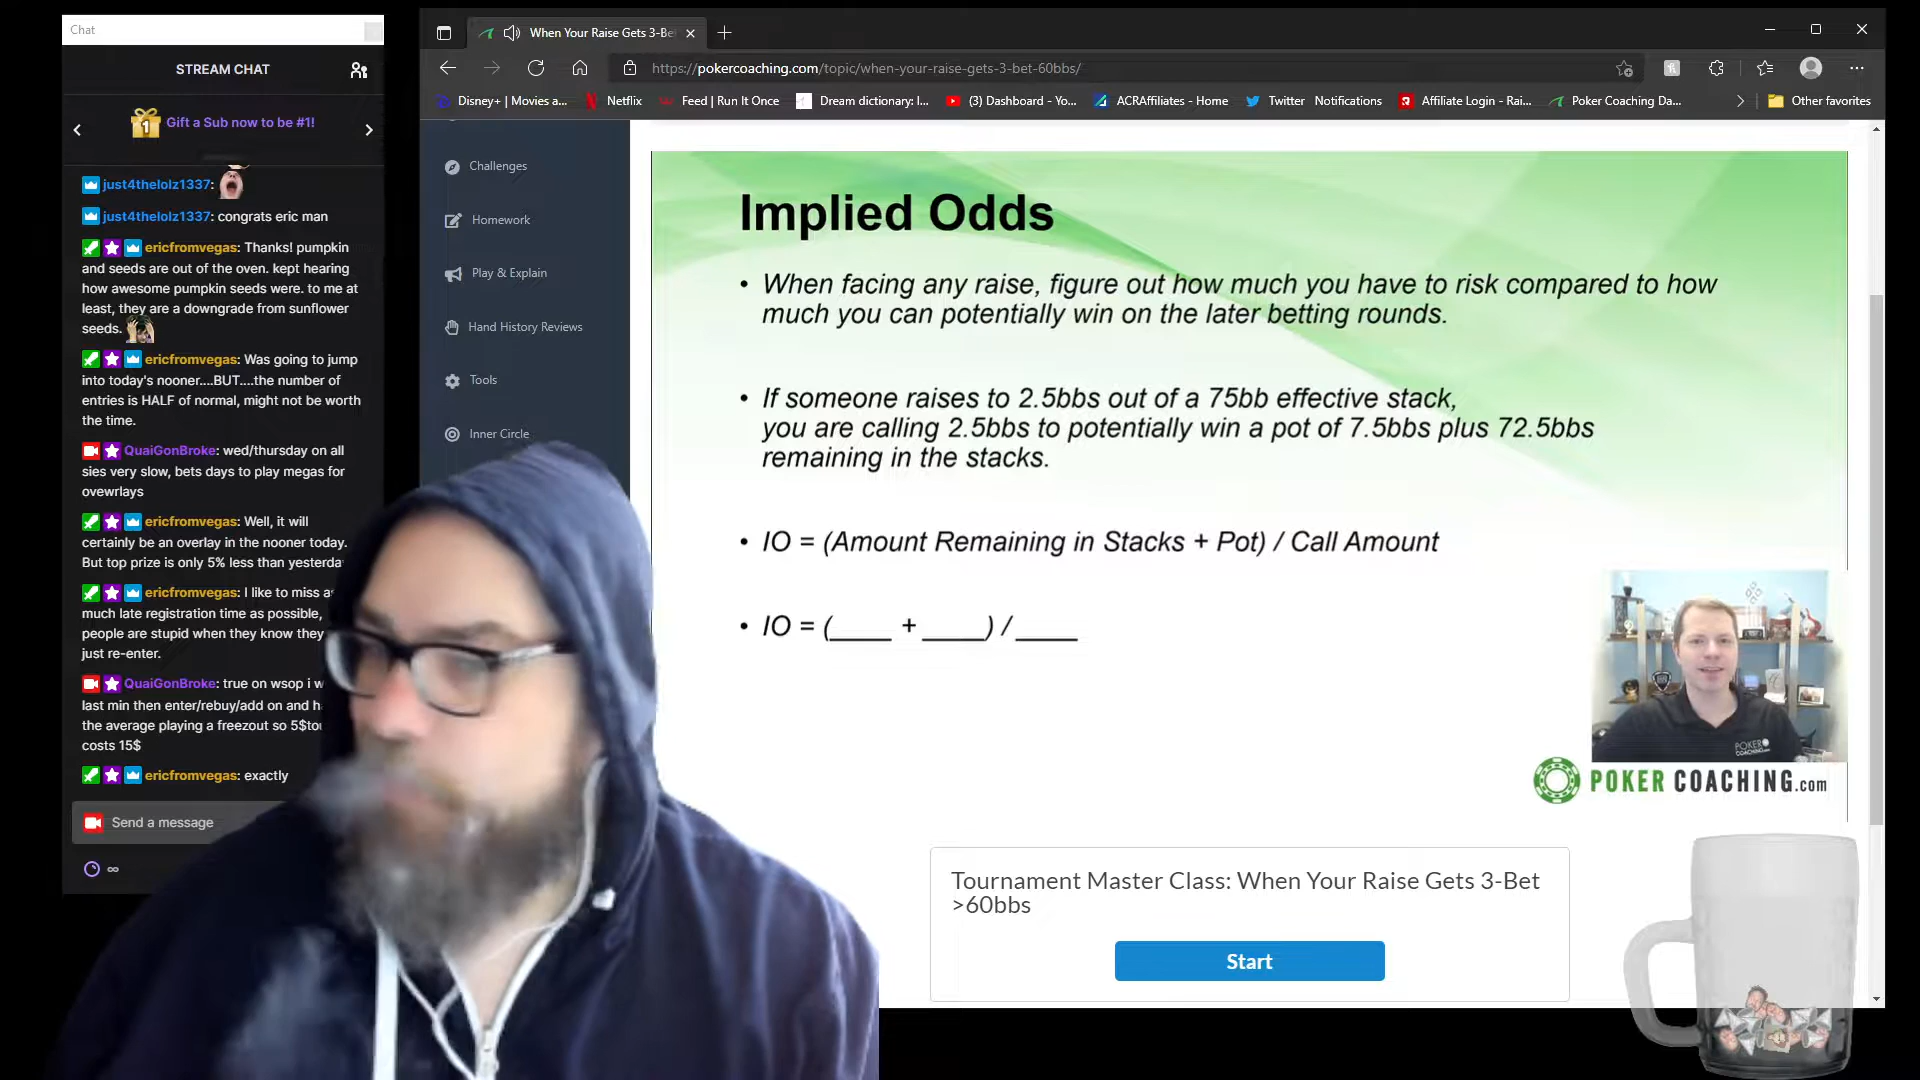 Chat
STREAM CHAT
1
Gift a Sub now to be #1!
just4thelolz1337:
just4thelolz1337: congrats eric man
ericfromvegas: Thanks! pumpkin
and seeds are out of the oven. kept hearing
how awesome pumpkin seeds were. to me at
least, they are a downgrade from sunflower
seeds.
ericfromvegas: Was going to jump
into today's nooner....BUT....the number of
entries is HALF of normal, might not be worth
the time.
QuaiGonBroke: wed/thursday on all
sies very slow, bets days to play megas for
ovewrlays
ericfromvegas: Well, it will
certainly be an overlay in the nooner today.
But top prize is only 5% less than yesterda
ericfromvegas: I like to miss as
much late registration time as possible,
people are stupid when they know they
just re-enter.
QuaiGonBroke: true on wsop i w
last min then enter/rebuy/add on and h
the average playing a freezout so 5$tou
costs 15$
ericfromvegas: exactly
Send a message
∞
When Your Raise Gets 3-Be
https://pokercoaching.com/topic/when-your-raise-gets-3-bet-60bbs/
Disney+ | Movies a...
Netflix
Feed | Run It Once
Dream dictionary: I...
(3) Dashboard - Yo...
ACRAffiliates - Home
Twitter
Notifications
Affiliate Login - Rai...
Poker Coaching Da...
Other favorites
Challenges
Homework
Play & Explain
Hand History Reviews
Tools
Inner Circle
Implied Odds
• When facing any raise, figure out how much you have to risk compared to how
much you can potentially win on the later betting rounds.
• If someone raises to 2.5bbs out of a 75bb effective stack,
you are calling 2.5bbs to potentially win a pot of 7.5bbs plus 72.5bbs
remaining in the stacks.
• IO = (Amount Remaining in Stacks + Pot) / Call Amount
• IO = (____ + ____) / ____
POKER COACHING
POKER COACHING.com
Tournament Master Class: When Your Raise Gets 3-Bet
>60bbs
Start